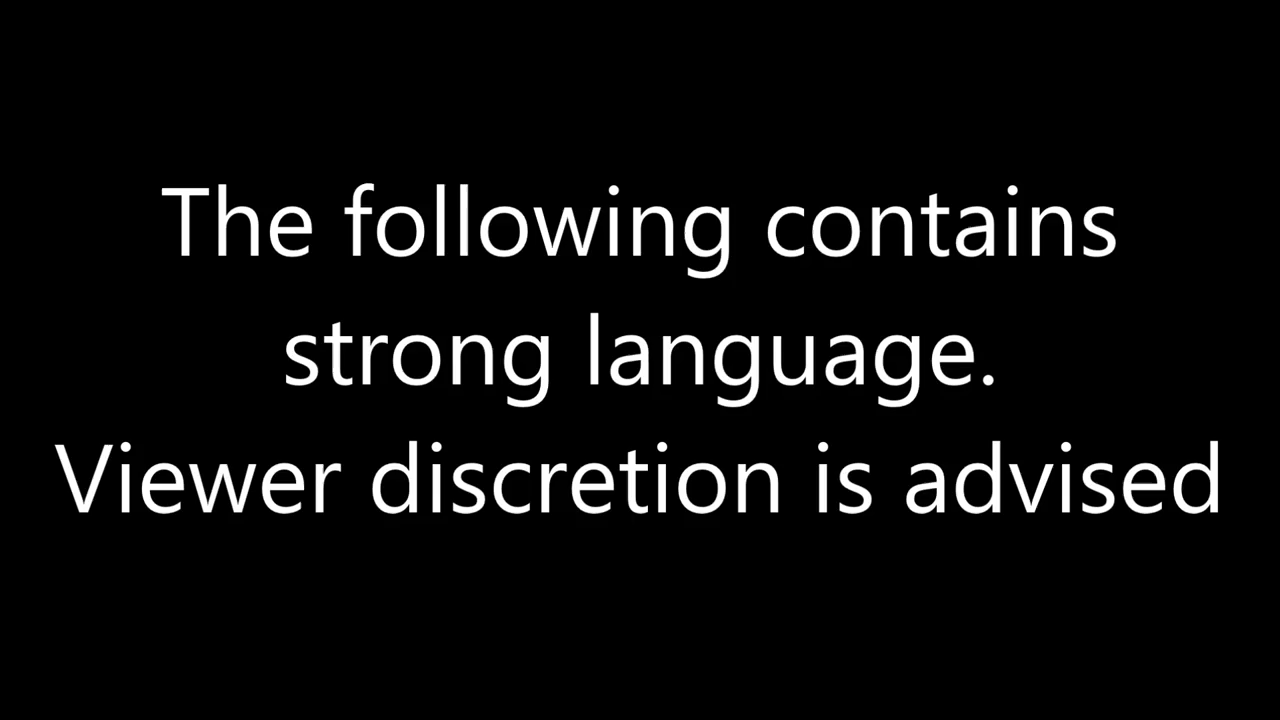 The following contains
strong language.
Viewer discretion is advised